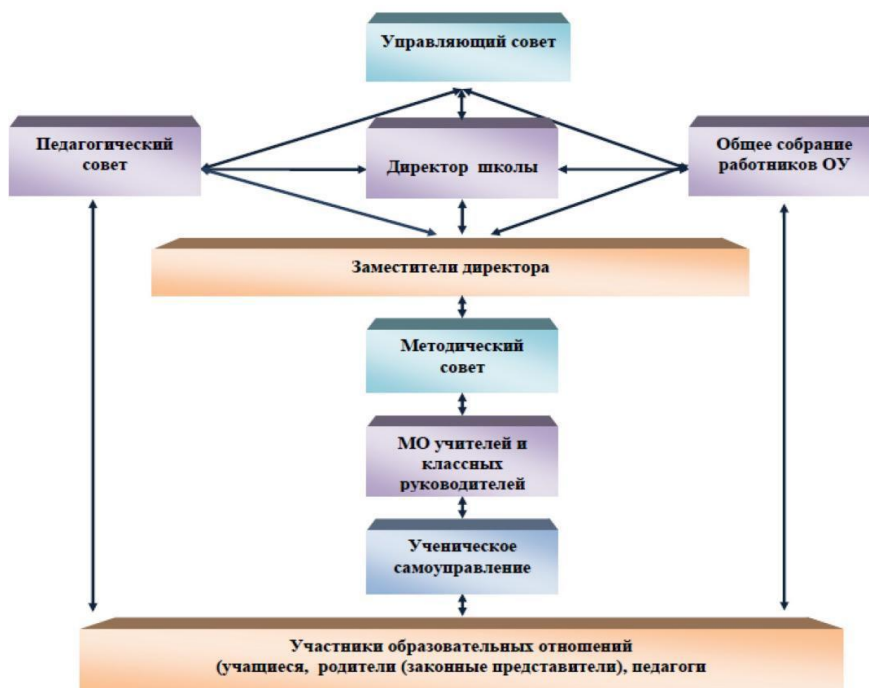 Управляющий совет
Педагогический
совет
Директор школы
Общее собрание
работников ОУ
Заместители директора
Методический
совет
МО учителей и
классных
руководителей
Ученическое
самоуправление
Участники образовательных отношений
(учащиеся, родители (законные представители), педагоги